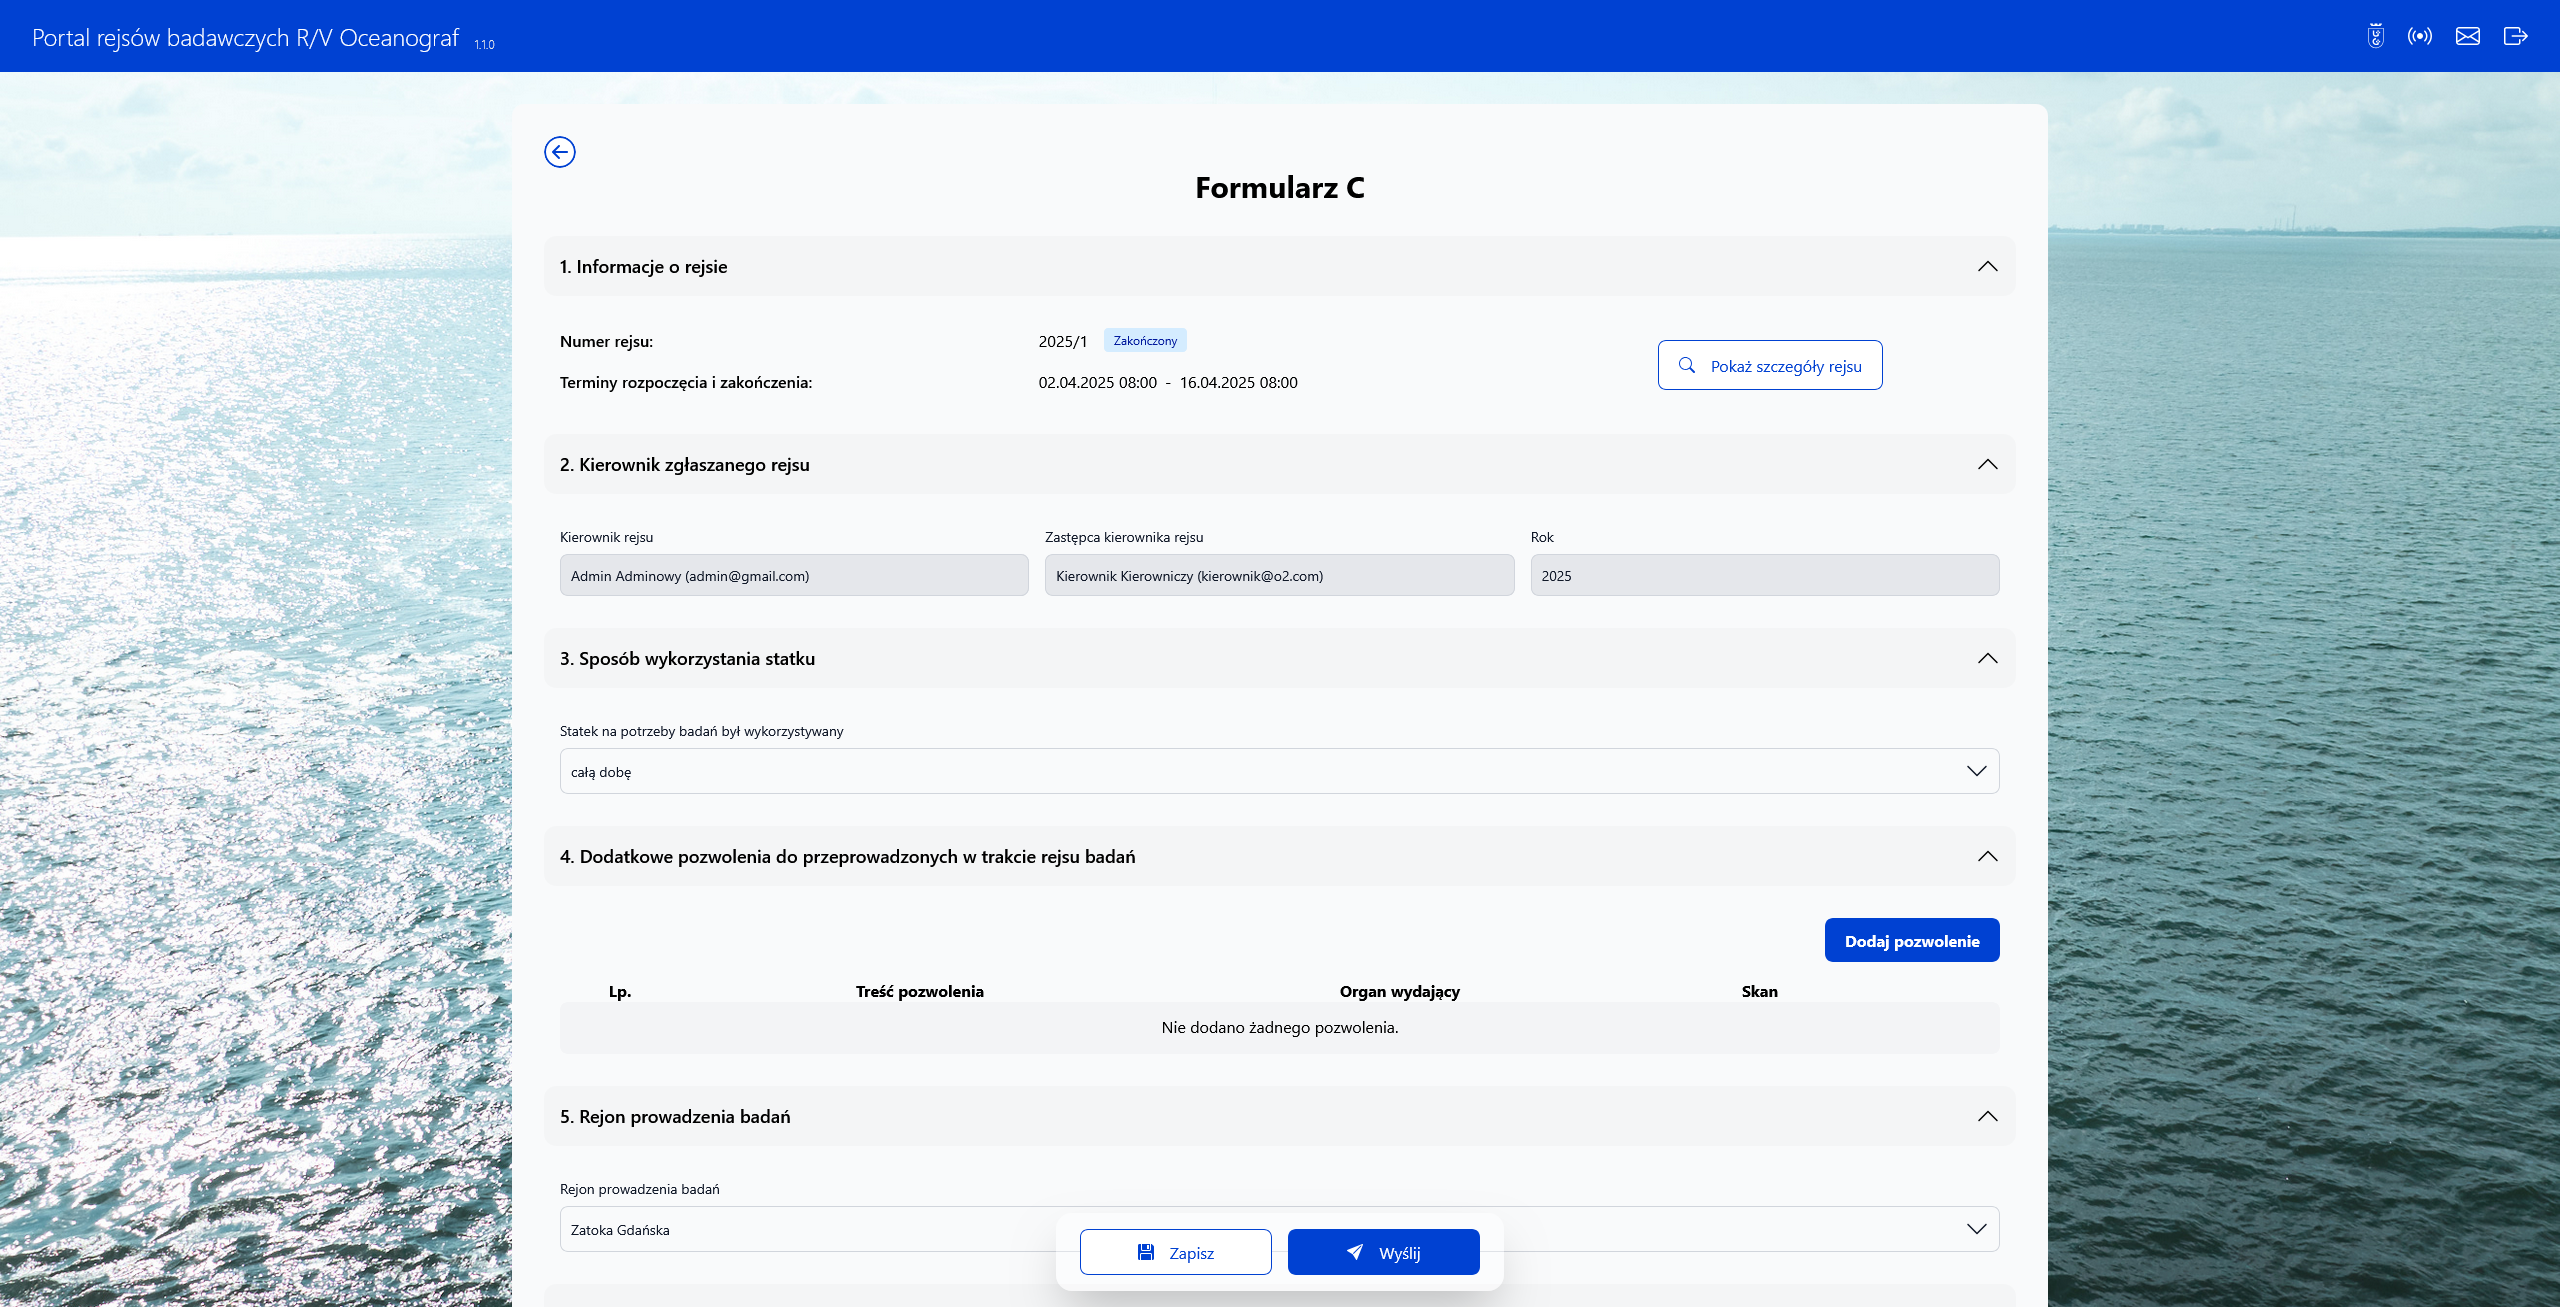 Portal rejsów badawczych R/V Oceanograf 1.1.0
Formularz C
1. Informacje o rejsie
Numer rejsu: 2025/1 Zakończony
Pokaż szczegóły rejsu
Terminy rozpoczęcia i zakończenia: 02.04.2025 08:00 - 16.04.2025 08:00
2. Kierownik zgłaszanego rejsu
Kierownik rejsu Zastępca kierownika rejsu Rok
Admin Adminowy (admin@gmail.com) Kierownik Kierowniczy (kierownik@o2.com) 2025
3. Sposób wykorzystania statku
Statek na potrzeby badań był wykorzystywany
całą dobę
4. Dodatkowe pozwolenia do przeprowadzonych w trakcie rejsu badań
Dodaj pozwolenie
Lp. Treść pozwolenia Organ wydający Skan
Nie dodano żadnego pozwolenia.
5. Rejon prowadzenia badań
Rejon prowadzenia badań
Zatoka Gdańska
Zapisz Wyślij